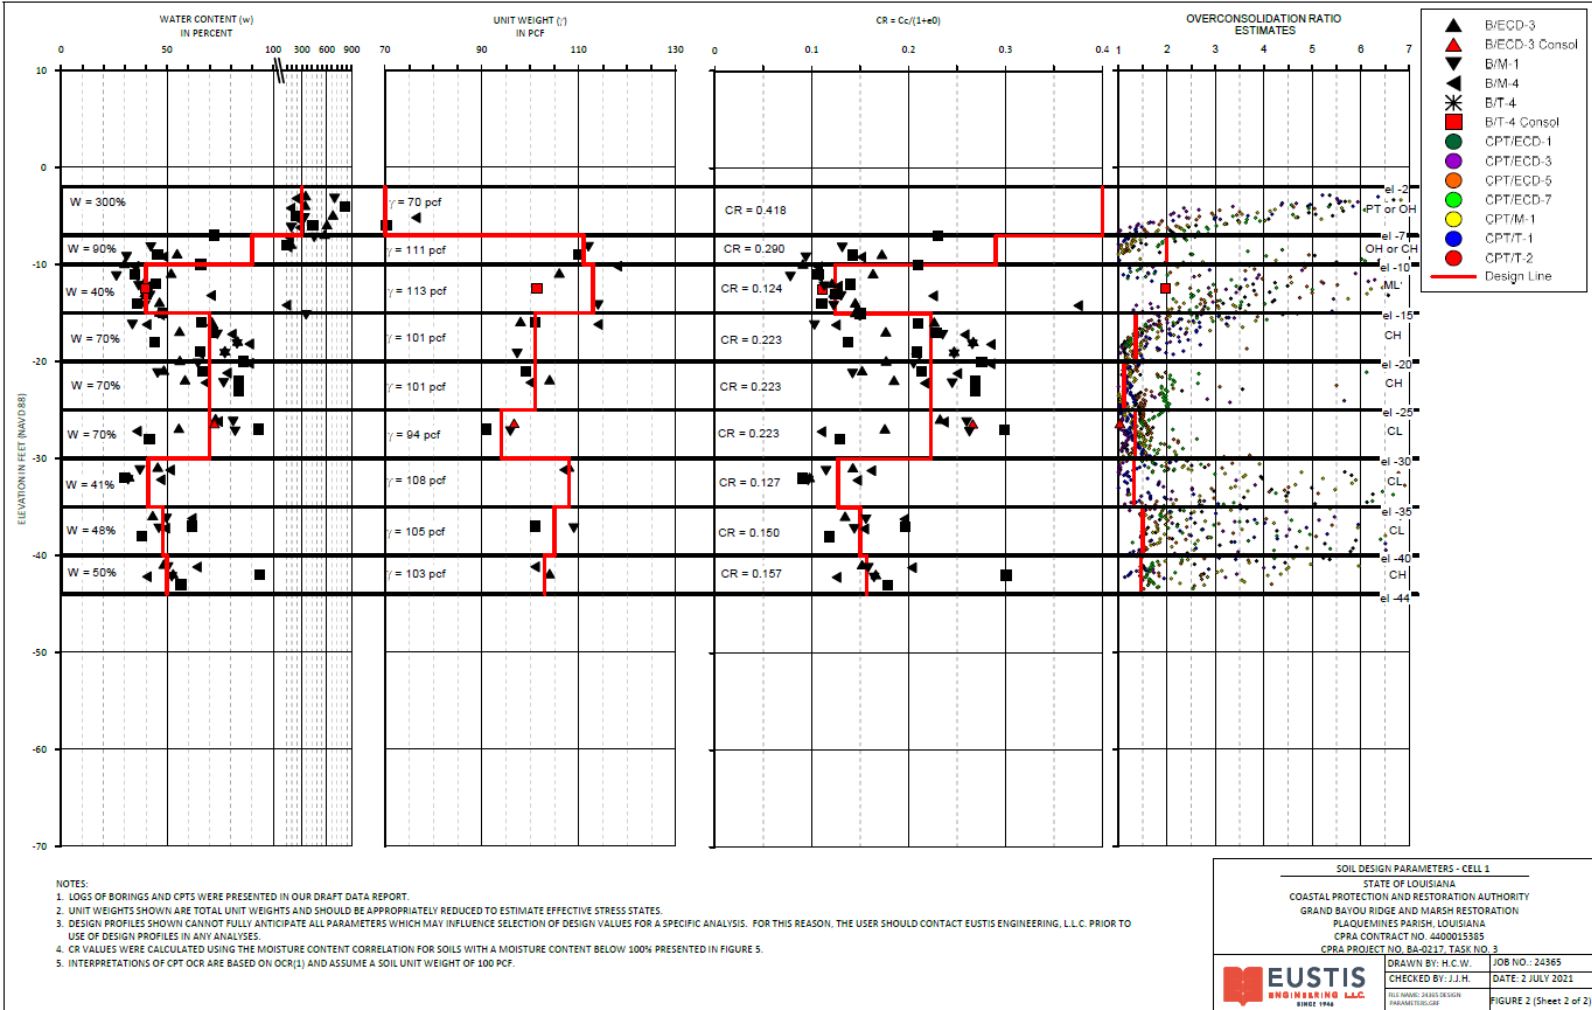 WATER CONTENT (w)
IN PERCENT
0 50 100 300 600 900
UNIT WEIGHT (γ)
IN PCF
70 90 110 130
CR = Cc/(1+e0)
0 0.1 0.2 0.3 0.4
OVERCONSOLIDATION RATIO
ESTIMATES
1 2 3 4 5 6 7
B/ECD-3
B/ECD-3 Consol
B/M-1
B/M-4
B/T-4
B/T-4 Consol
CPT/ECD-1
CPT/ECD-3
CPT/ECD-5
CPT/ECD-7
CPT/M-1
CPT/T-1
CPT/T-2
Design Line
ELEVATION IN FEET (NAVD88)
10
0
-10
-20
-30
-40
-50
-60
-70
W = 300%
W = 90%
W = 40%
W = 70%
W = 70%
W = 70%
W = 41%
W = 48%
W = 50%
γ = 70 pcf
γ = 111 pcf
γ = 113 pcf
γ = 101 pcf
γ = 101 pcf
γ = 94 pcf
γ = 108 pcf
γ = 105 pcf
γ = 103 pcf
CR = 0.418
CR = 0.290
CR = 0.124
CR = 0.223
CR = 0.223
CR = 0.223
CR = 0.127
CR = 0.150
CR = 0.157
el -2
PT or OH
el -7
OH or CH
el -10
ML
el -15
CH
el -20
CH
el -25
CL
el -30
CL
el -35
CL
el -40
CH
el -44
NOTES:
1. LOGS OF BORINGS AND CPTS WERE PRESENTED IN OUR DRAFT DATA REPORT.
2. UNIT WEIGHTS SHOWN ARE TOTAL UNIT WEIGHTS AND SHOULD BE APPROPRIATELY REDUCED TO ESTIMATE EFFECTIVE STRESS STATES.
3. DESIGN PROFILES SHOWN CANNOT FULLY ANTICIPATE ALL PARAMETERS WHICH MAY INFLUENCE SELECTION OF DESIGN VALUES FOR A SPECIFIC ANALYSIS. FOR THIS REASON, THE USER SHOULD CONTACT EUSTIS ENGINEERING, L.L.C. PRIOR TO
USE OF DESIGN PROFILES IN ANY ANALYSES.
4. CR VALUES WERE CALCULATED USING THE MOISTURE CONTENT CORRELATION FOR SOILS WITH A MOISTURE CONTENT BELOW 100% PRESENTED IN FIGURE 5.
5. INTERPRETATIONS OF CPT OCR ARE BASED ON OCR(1) AND ASSUME A SOIL UNIT WEIGHT OF 100 PCF.
SOIL DESIGN PARAMETERS - CELL 1
STATE OF LOUISIANA
COASTAL PROTECTION AND RESTORATION AUTHORITY
GRAND BAYOU RIDGE AND MARSH RESTORATION
PLAQUEMINES PARISH, LOUISIANA
CPRA CONTRACT NO. 4400015385
CPRA PROJECT NO. BA-0217, TASK NO. 3
EUSTIS
ENGINEERING L.L.C.
SINCE 1946
DRAWN BY: H.C.W.
JOB NO.: 24365
CHECKED BY: J.J.H.
DATE: 2 JULY 2021
FILE NAME: 24365 DESIGN
PARAMETERS.GRF
FIGURE 2 (Sheet 2 of 2)